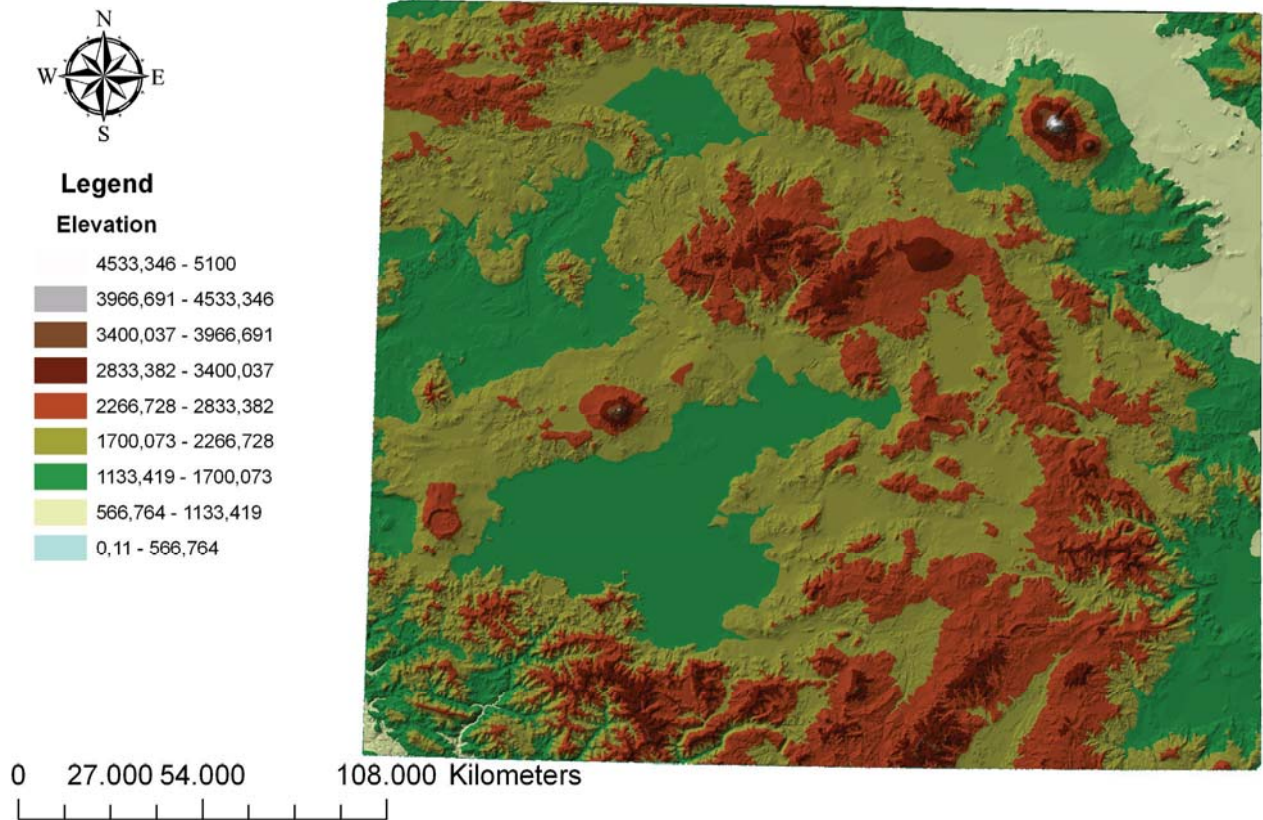 N
W E
S
Legend
Elevation
4533,346 - 5100
3966,691 - 4533,346
3400,037 - 3966,691
2833,382 - 3400,037
2266,728 - 2833,382
1700,073 - 2266,728
1133,419 - 1700,073
566,764 - 1133,419
0,11 - 566,764
0 27.000 54.000 108.000 Kilometers